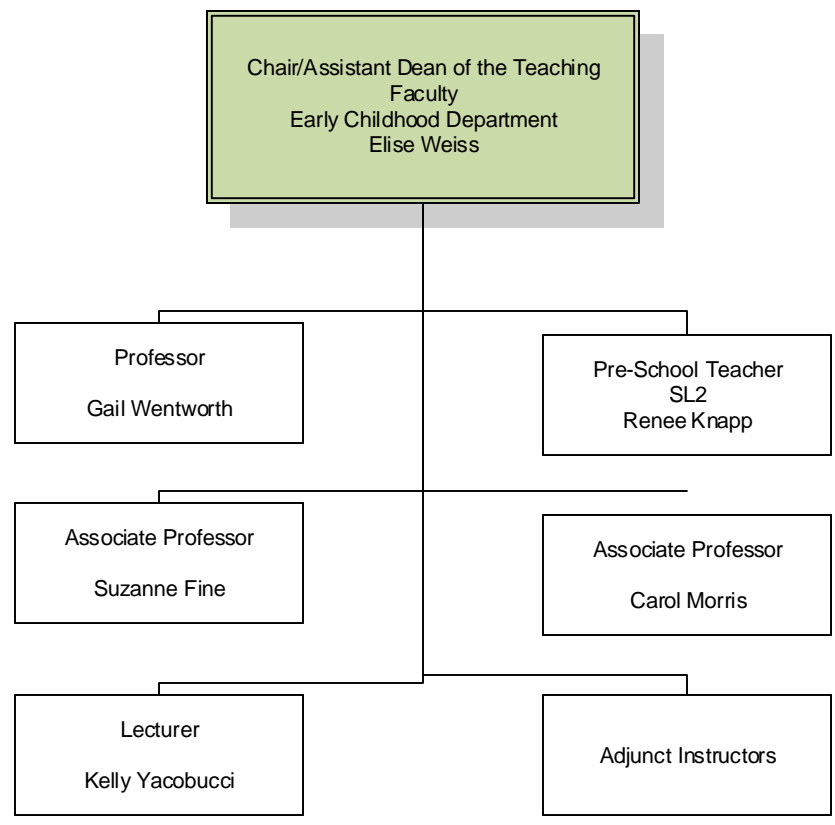 Chair/Assistant Dean of the Teaching
Faculty
Early Childhood Department
Elise Weiss
Professor
Gail Wentworth
Pre-School Teacher
SL2
Renee Knapp
Associate Professor
Suzanne Fine
Associate Professor
Carol Morris
Lecturer
Kelly Yacobucci
Adjunct Instructors